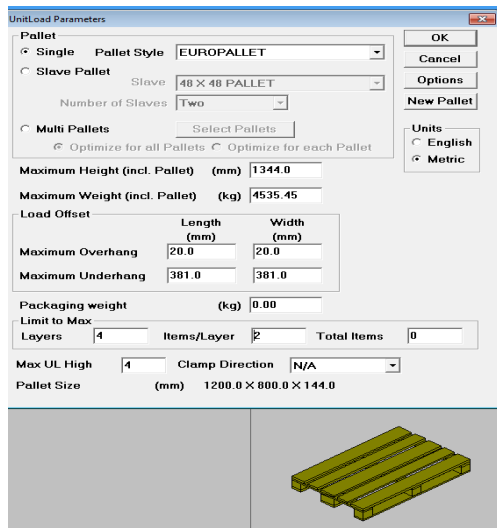 UnitLoad Parameters
Pallet
Single Pallet Style EUROPALLET
Slave Pallet
Slave 48 X 48 PALLET
Number of Slaves Two
Multi Pallets Select Pallets
Optimize for all Pallets Optimize for each Pallet
OK
Cancel
Options
New Pallet
Units
English
Metric
Maximum Height (incl. Pallet) (mm) 1344.0
Maximum Weight (incl. Pallet) (kg) 4535.45
Load Offset
Length Width
(mm) (mm)
Maximum Overhang 20.0 20.0
Maximum Underhang 381.0 381.0
Packaging weight (kg) 0.00
Limit to Max
Layers 4 Items/Layer 2 Total Items 0
Max UL High 4 Clamp Direction N/A
Pallet Size (mm) 1200.0 X 800.0 X 144.0